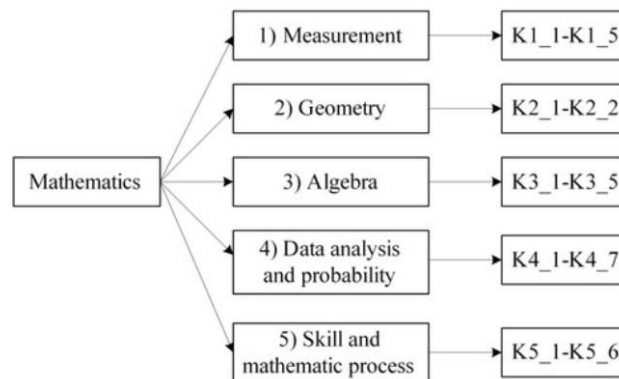 1) Measurement
K1_1-K1_5
2) Geometry
K2_1-K2_2
Mathematics
3) Algebra
K3_1-K3_5
4) Data analysis
and probability
K4_1-K4_7
5) Skill and
mathematic process
K5_1-K5_6